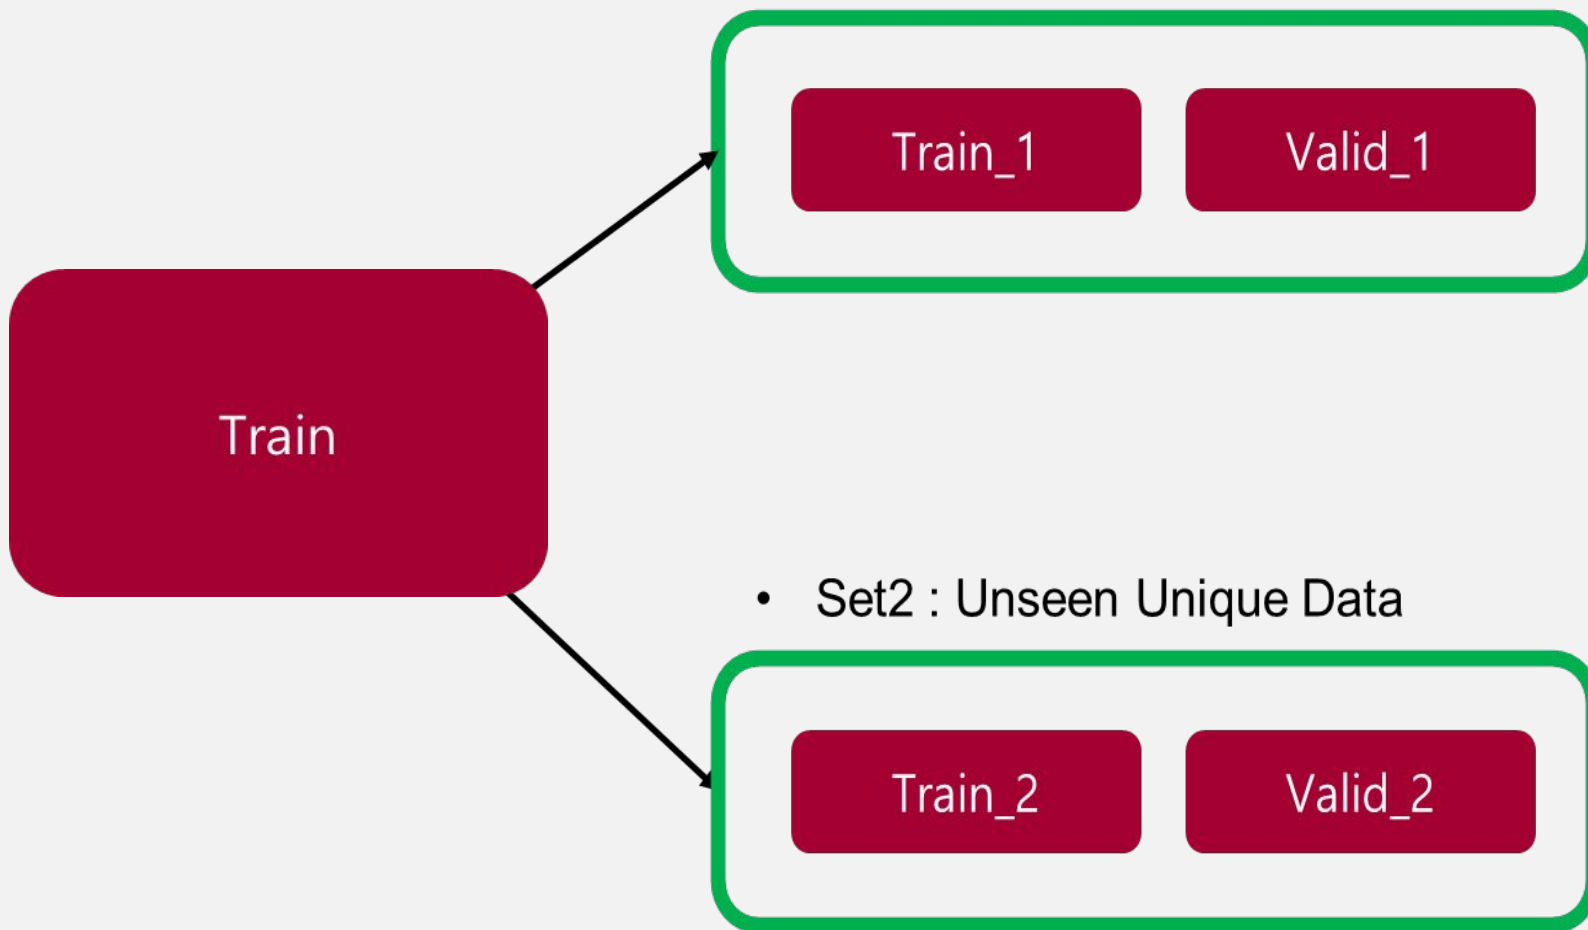 Train_1
Valid_1
Train
• Set2 : Unseen Unique Data
Train_2
Valid_2